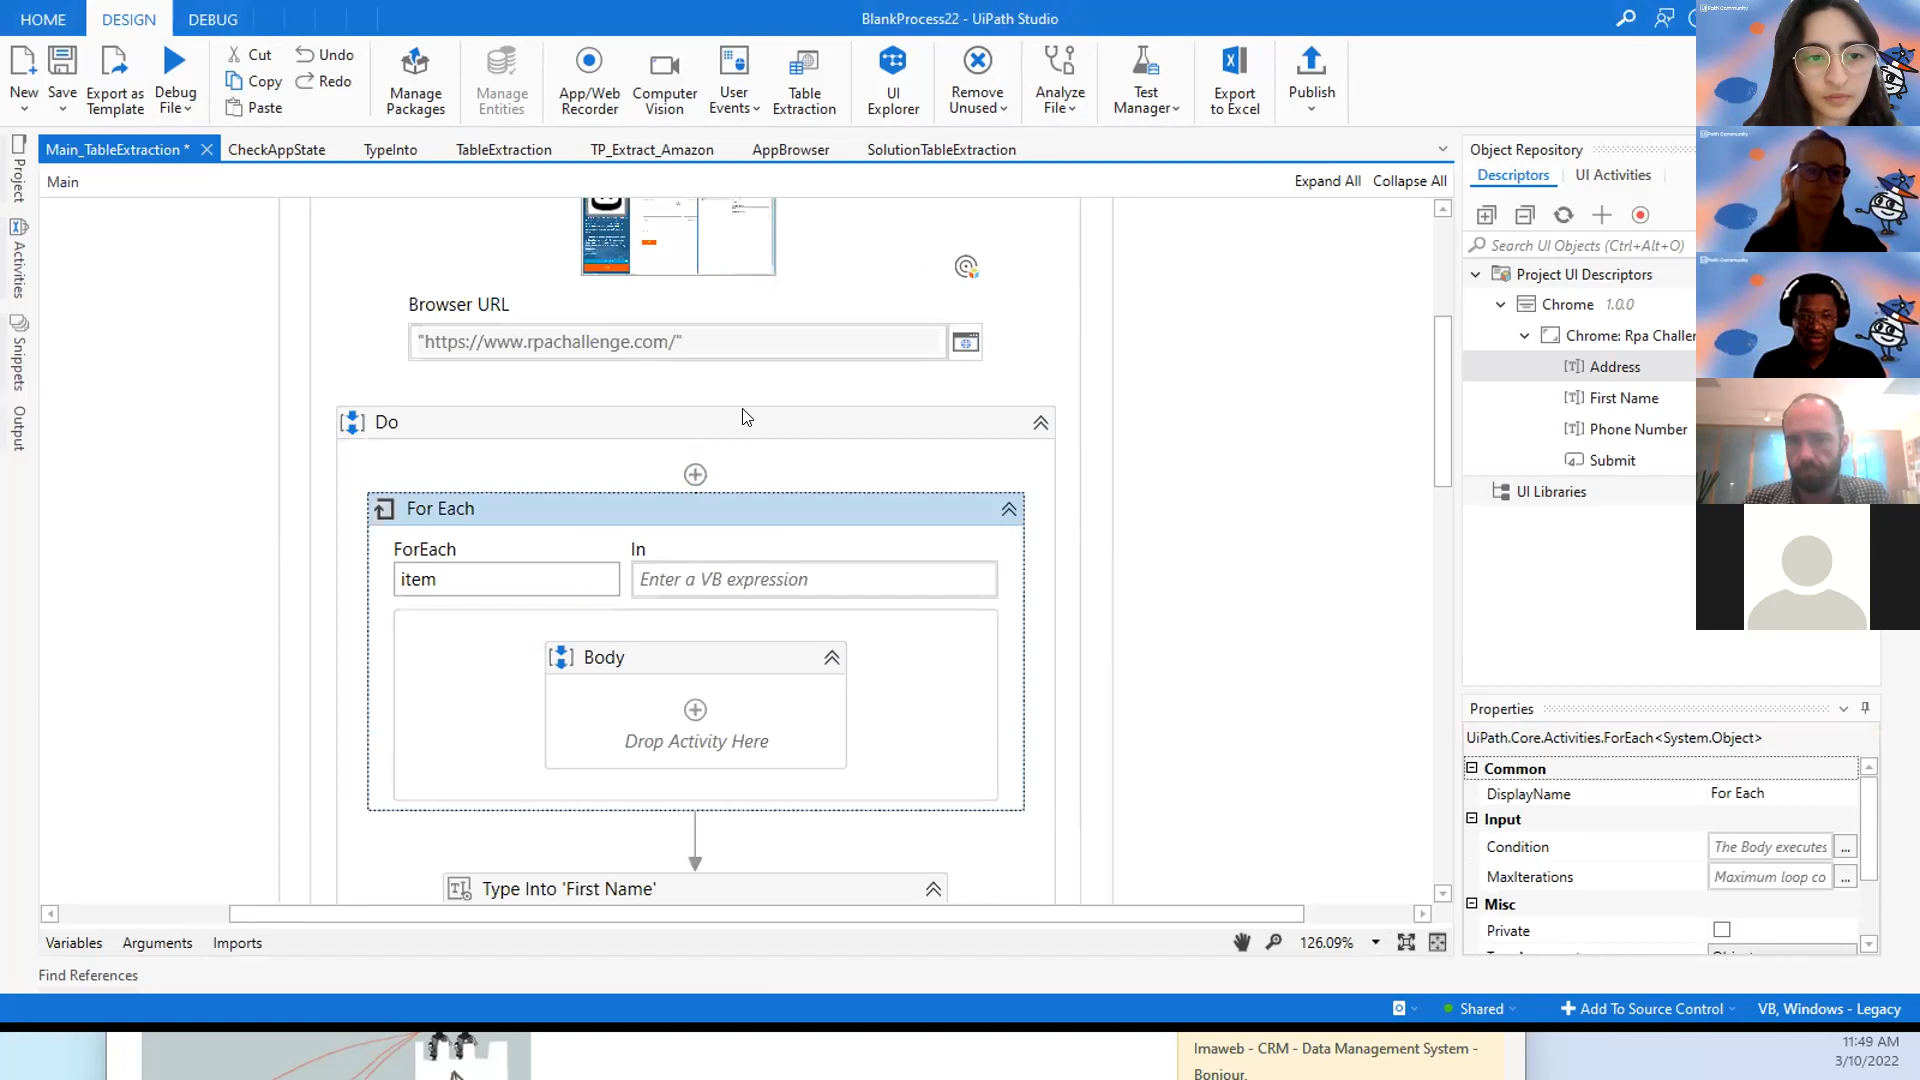 HOME
DESIGN
DEBUG
BlankProcess22 - UiPath Studio
New
Save
Export as Template
Debug File
Cut
Copy
Paste
Undo
Redo
Manage Packages
Manage Entities
App/Web Recorder
Computer Vision
User Events
Table Extraction
UI Explorer
Remove Unused
Analyze File
Test Manager
Export to Excel
Publish
Main_TableExtraction *
CheckAppState
TypeInto
TableExtraction
TP_Extract_Amazon
AppBrowser
SolutionTableExtraction
Main
Expand All
Collapse All
Project
Activities
Snippets
Output
Browser URL
"https://www.rpachallenge.com/"
Do
For Each
ForEach
In
item
Enter a VB expression
Body
Drop Activity Here
Type Into 'First Name'
Variables
Arguments
Imports
126.09%
Find References
Object Repository
Descriptors
UI Activities
Search UI Objects (Ctrl+Alt+O)
Project UI Descriptors
Chrome 1.0.0
Chrome: Rpa Challen
Address
First Name
Phone Number
Submit
UI Libraries
Properties
UiPath.Core.Activities.ForEach<System.Object>
Common
DisplayName
For Each
Input
Condition
The Body executes
...
MaxIterations
Maximum loop co
...
Misc
Private
Shared
Add To Source Control
VB, Windows - Legacy
Imaweb - CRM - Data Management System -
Bonjour,
11:49 AM
3/10/2022